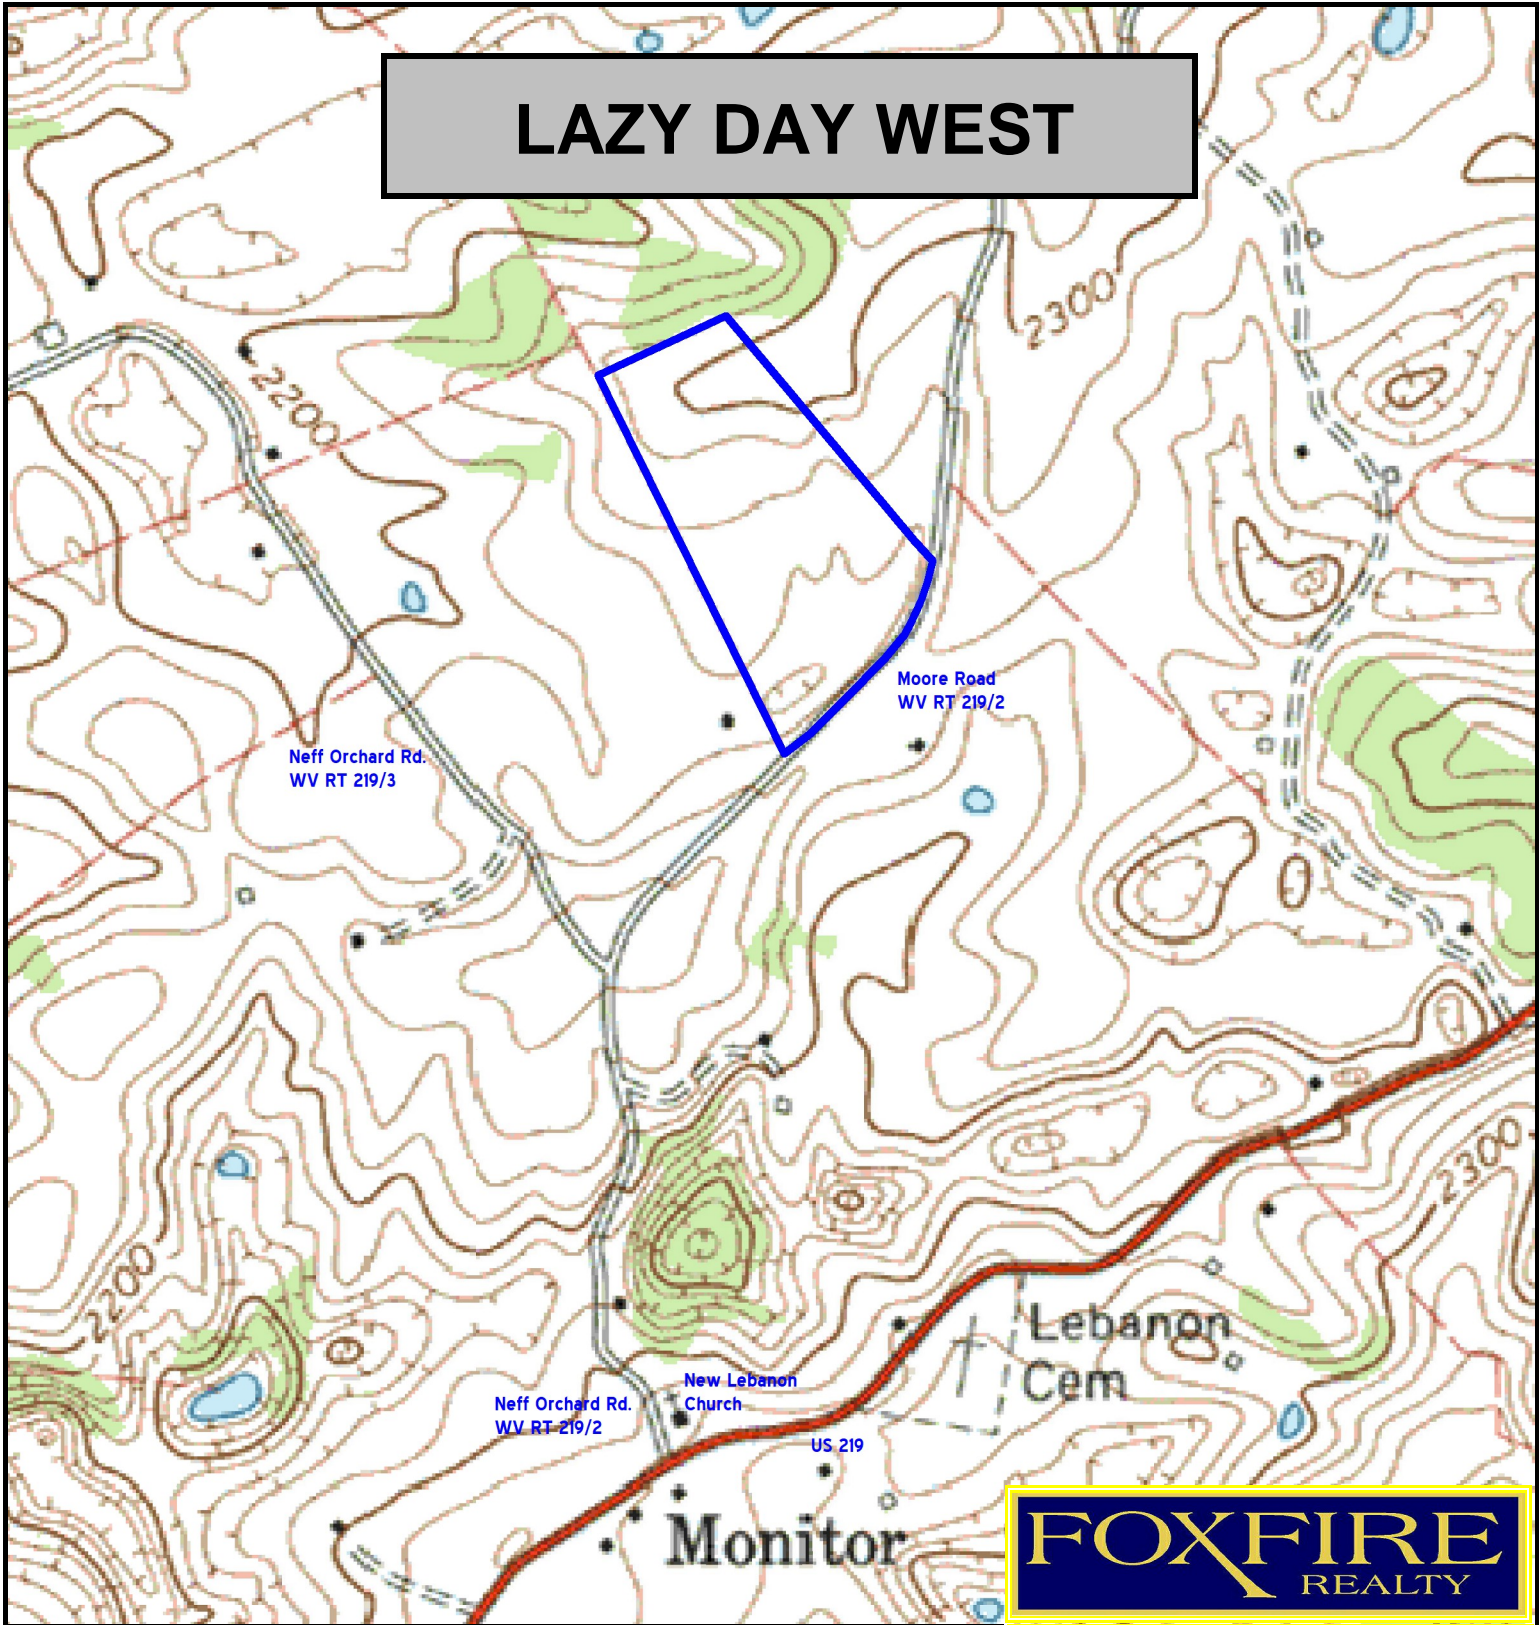 LAZY DAY WEST
2300
2200
Moore Road
WV RT 219/2
Neff Orchard Rd.
WV RT 219/3
2300
2200
Lebanon
Cem
New Lebanon
Church
Neff Orchard Rd.
WV RT 219/2
US 219
Monitor
FOXFIRE
REALTY